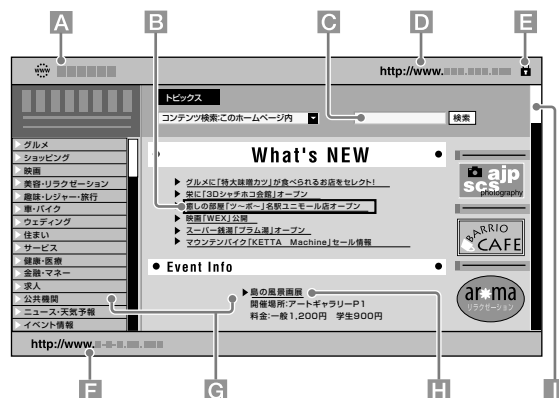 A
B
C
D
E
www
http://www.
トピックス
コンテンツ検索:このホームページ内
検索
What's NEW
グルメ
ショッピング
映画
美容・リラクゼーション
趣味・レジャー・旅行
車・バイク
ウェディング
住まい
サービス
健康・医療
金融・マネー
求人
公共機関
ニュース・天気予報
イベント情報
グルメに「特大味噌カツ」が食べられるお店をセレクト!
栄に「3Dシャチホコ会館」オープン
癒しの部屋「ツ〜ボ〜」名駅ユニモール店オープン
映画「WEX」公開
スーパー銭湯「プラム湯」オープン
マウンテンバイク「KETTA Machine」セール情報
Event Info
島の風景画展
開催場所:アートギャラリーP1
料金:一般1,200円 学生900円
ajp
scs photography
BARRIO
CAFE
aroma
リラクゼーション
http://www.
F
G
H
I